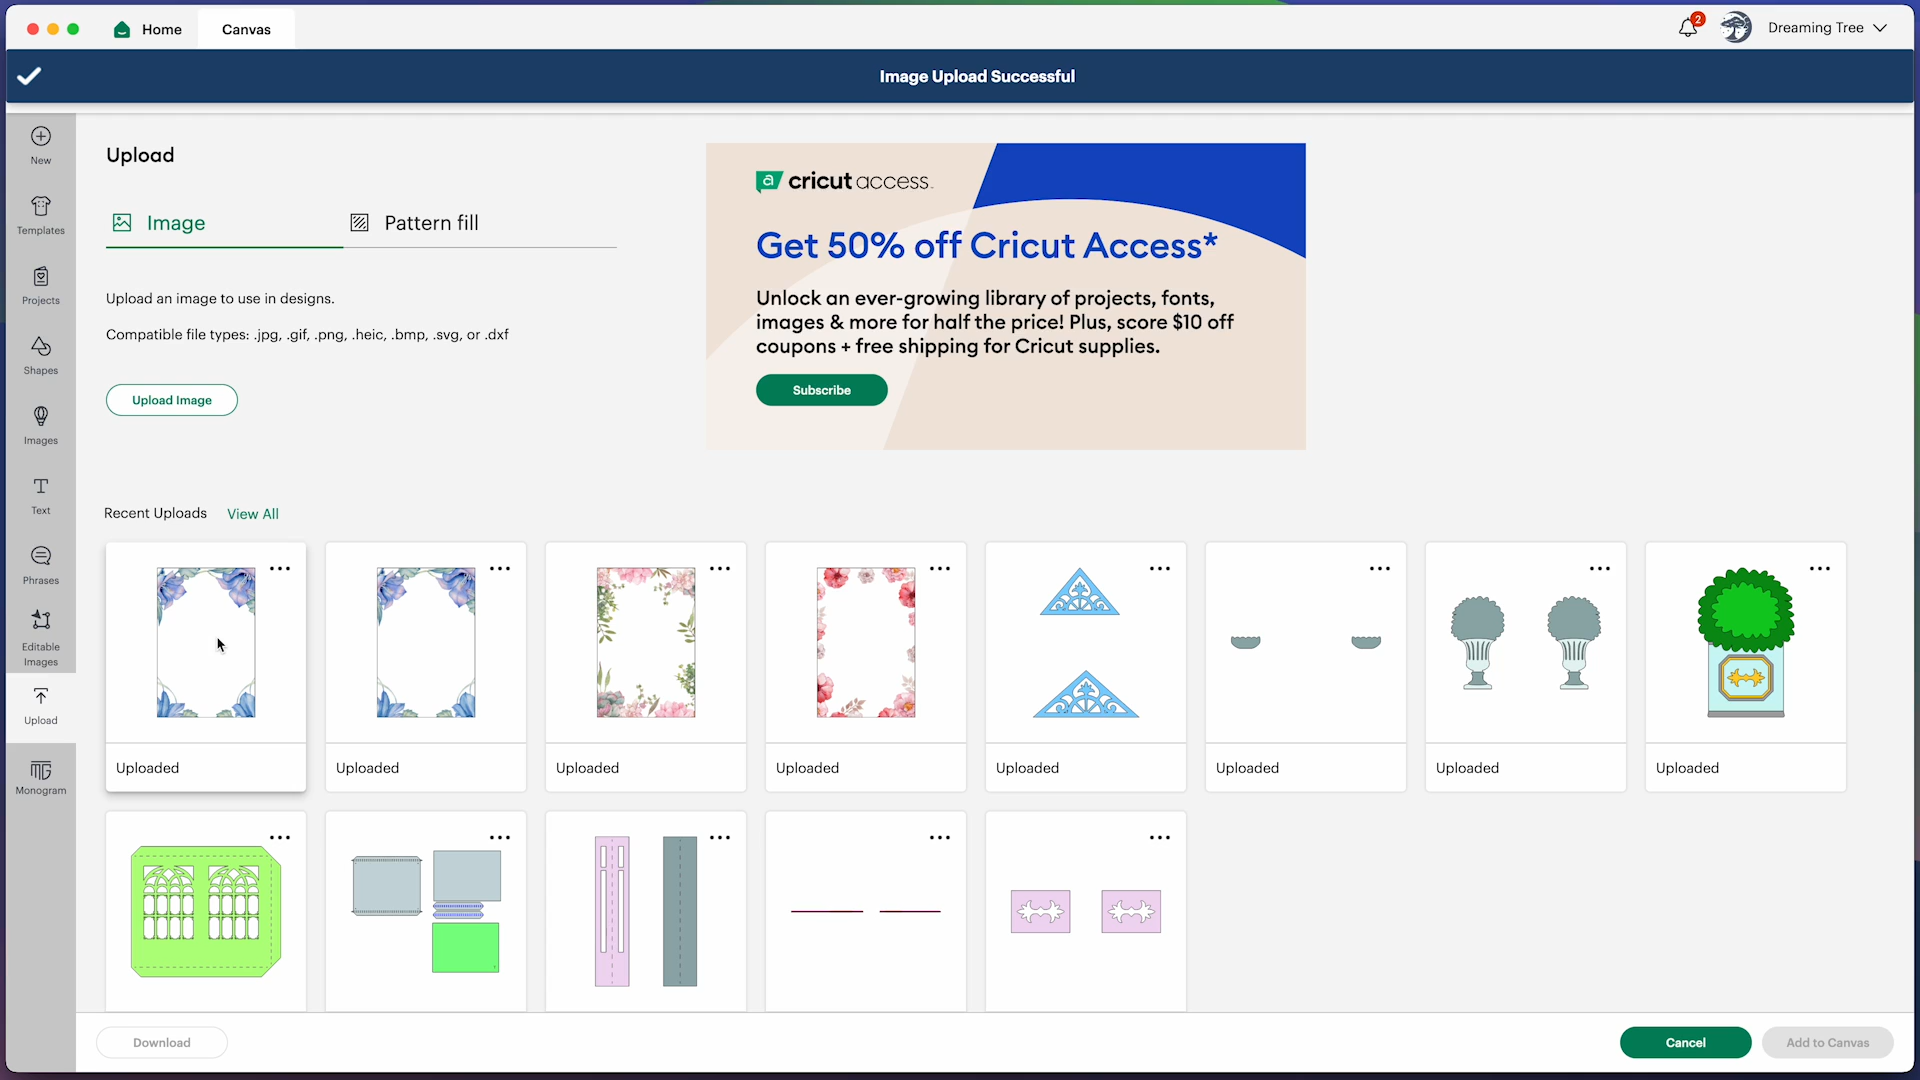 Home
Canvas
2
Dreaming Tree
Image Upload Successful
New
Templates
Projects
Shapes
Images
Text
Phrases
Editable
Images
Upload
Monogram
Upload
Image
Pattern fill
Upload an image to use in designs.
Compatible file types: .jpg, .gif, .png, .heic, .bmp, .svg, or .dxf
Upload Image
a cricut access™
Get 50% off Cricut Access*
Unlock an ever-growing library of projects, fonts,
images & more for half the price! Plus, score $10 off
coupons + free shipping for Cricut supplies.
Subscribe
Recent Uploads View All
Uploaded
Uploaded
Uploaded
Uploaded
Uploaded
Uploaded
Uploaded
Uploaded
Download
Cancel
Add to Canvas